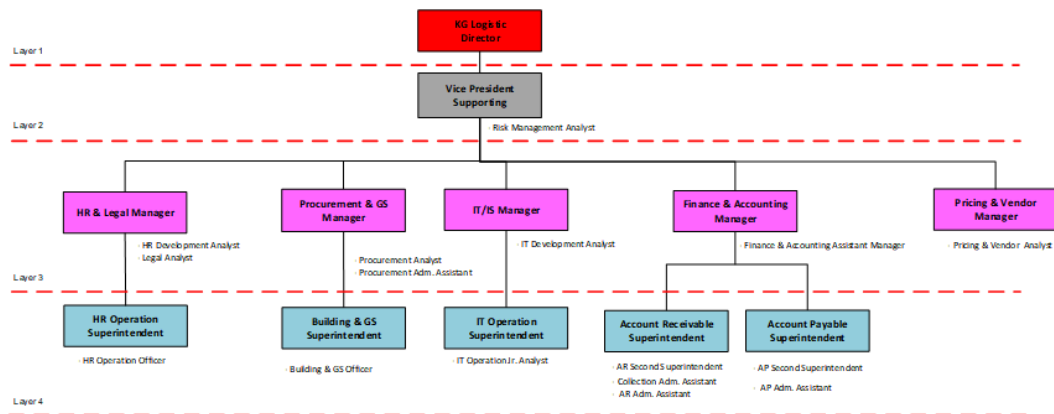 KG Logistic
Director
Layer 1
Vice President
Supporting
Layer 2
· Risk Management Analyst
HR & Legal Manager
Procurement & GS
Manager
IT/IS Manager
Finance & Accounting
Manager
Pricing & Vendor
Manager
· HR Development Analyst
· Legal Analyst
· Procurement Analyst
· Procurement Adm. Assistant
· IT Development Analyst
· Finance & Accounting Assistant Manager
· Pricing & Vendor Analyst
Layer 3
HR Operation
Superintendent
Building & GS
Superintendent
IT Operation
Superintendent
Account Receivable
Superintendent
Account Payable
Superintendent
· HR Operation Officer
· Building & GS Officer
· IT Operation Jr. Analyst
· AR Second Superintendent
· Collection Adm. Assistant
· AR Adm. Assistant
· AP Second Superintendent
· AP Adm. Assistant
Layer 4